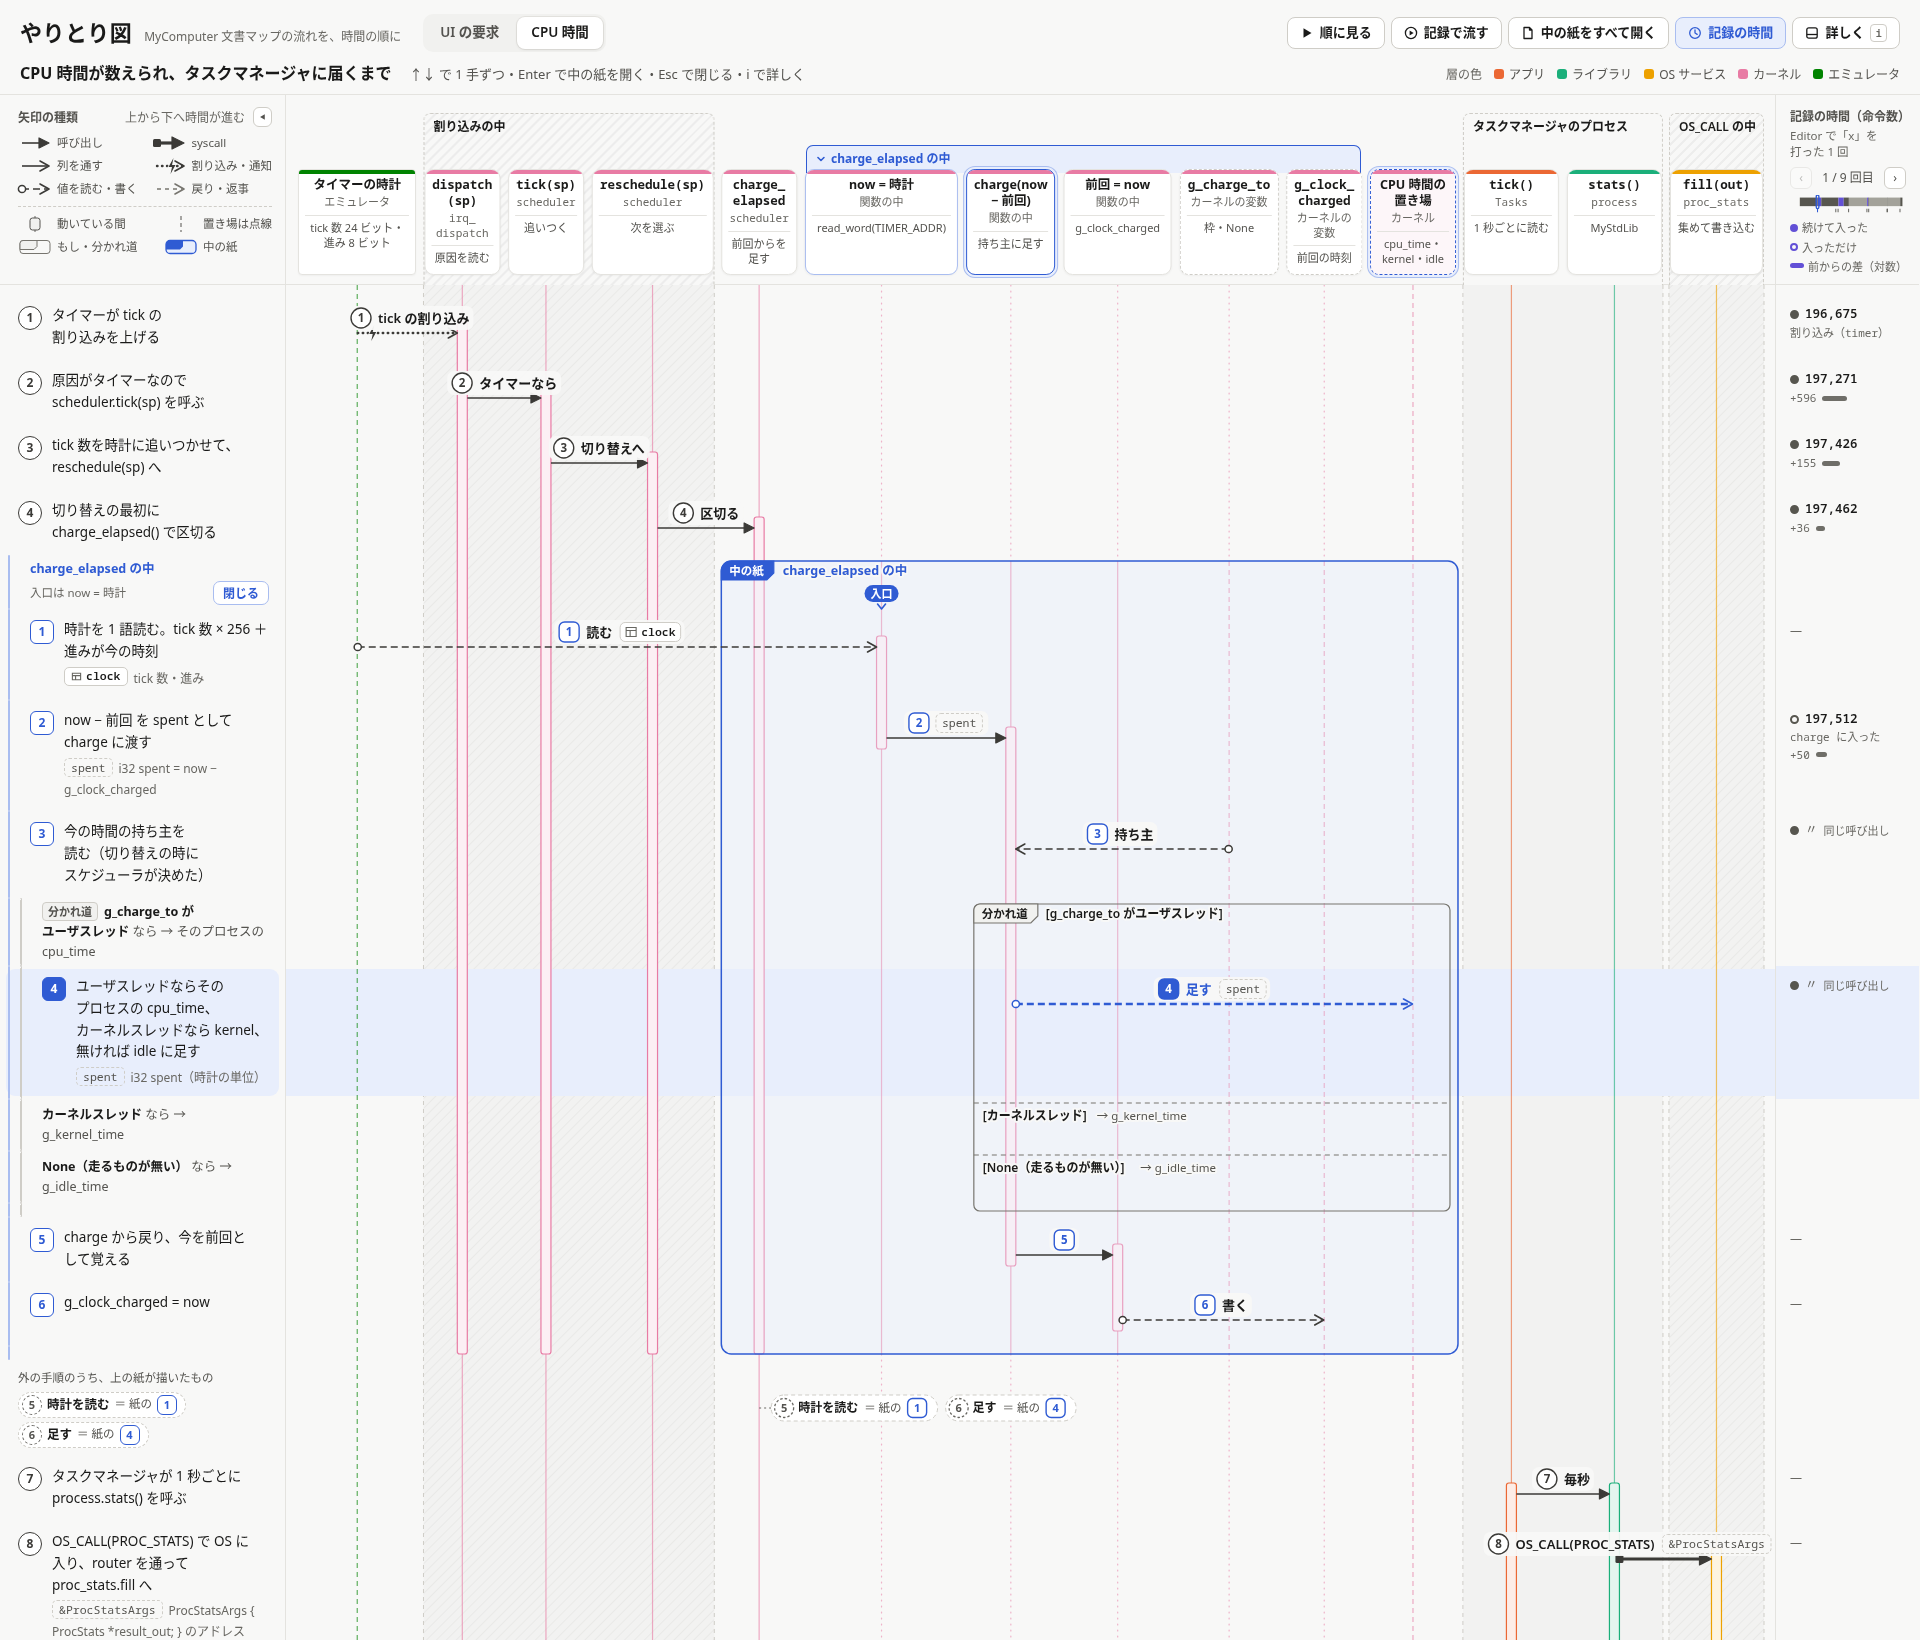 やりとり図
MyComputer 文書マップの流れを、時間の順に
UI の要求
CPU 時間
順に見る
記録で流す
中の紙をすべて開く
記録の時間
詳しく i
CPU 時間が数えられ、タスクマネージャに届くまで
↑↓ で 1 手ずつ・Enter で中の紙を開く・Esc で閉じる・i で詳しく
層の色 アプリ ライブラリ OS サービス カーネル エミュレータ
矢印の種類 上から下へ時間が進む
呼び出し syscall
列を通す 割り込み・通知
値を読む・書く 戻り・返事
動いている間 置き場は点線
もし・分かれ道 中の紙
割り込みの中
charge_elapsed の中
タスクマネージャのプロセス
OS_CALL の中
タイマーの時計
エミュレータ
tick 数 24 ビット・
進み 8 ビット
dispatch
(sp)
irq_
dispatch
原因を読む
tick(sp)
scheduler
追いつく
reschedule(sp)
scheduler
次を選ぶ
charge_
elapsed
scheduler
前回からを
足す
now = 時計
関数の中
read_word(TIMER_ADDR)
charge(now
− 前回)
関数の中
持ち主に足す
前回 = now
関数の中
g_clock_charged
g_charge_to
カーネルの変数
枠・None
g_clock_
charged
カーネルの
変数
前回の時刻
CPU 時間の
置き場
カーネル
cpu_time・
kernel・idle
tick()
Tasks
1 秒ごとに読む
stats()
process
MyStdLib
fill(out)
proc_stats
集めて書き込む
記録の時間（命令数）
Editor で「x」を
打った 1 回
‹ 1 / 9 回目 ›
続けて入った
入っただけ
前からの差（対数）
1 タイマーが tick の
割り込みを上げる
2 原因がタイマーなので
scheduler.tick(sp) を呼ぶ
3 tick 数を時計に追いつかせて、
reschedule(sp) へ
4 切り替えの最初に
charge_elapsed() で区切る
charge_elapsed の中
入口は now = 時計 閉じる
1 時計を 1 語読む。tick 数 × 256 ＋
進みが今の時刻
clock tick 数・進み
2 now − 前回 を spent として
charge に渡す
spent i32 spent = now −
g_clock_charged
3 今の時間の持ち主を
読む（切り替えの時に
スケジューラが決めた）
分かれ道 g_charge_to が
ユーザスレッド なら → そのプロセスの
cpu_time
4 ユーザスレッドならその
プロセスの cpu_time、
カーネルスレッドなら kernel、
無ければ idle に足す
spent i32 spent（時計の単位）
カーネルスレッド なら →
g_kernel_time
None（走るものが無い） なら →
g_idle_time
5 charge から戻り、今を前回と
して覚える
6 g_clock_charged = now
外の手順のうち、上の紙が描いたもの
5 時計を読む ＝ 紙の 1
6 足す ＝ 紙の 4
7 タスクマネージャが 1 秒ごとに
process.stats() を呼ぶ
8 OS_CALL(PROC_STATS) で OS に
入り、router を通って
proc_stats.fill へ
&ProcStatsArgs ProcStatsArgs {
ProcStats *result_out; } のアドレス
1 tick の割り込み
2 タイマーなら
3 切り替えへ
4 区切る
中の紙 charge_elapsed の中
入口
1 読む clock
2 spent
3 持ち主
分かれ道 [g_charge_to がユーザスレッド]
4 足す spent
[カーネルスレッド] → g_kernel_time
[None（走るものが無い）] → g_idle_time
5
6 書く
5 時計を読む ＝ 紙の 1 6 足す ＝ 紙の 4
7 毎秒
8 OS_CALL(PROC_STATS) &ProcStatsArgs
196,675
割り込み（timer）
197,271
+596
197,426
+155
197,462
+36
—
197,512
charge に入った
+50
〃 同じ呼び出し
〃 同じ呼び出し
—
—
—
—